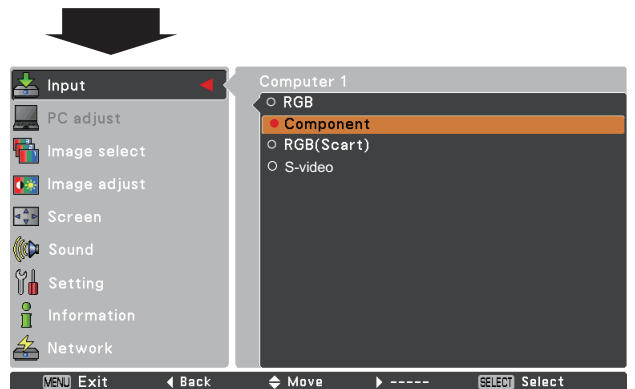 Input
PC adjust
Image select
Image adjust
Screen
Sound
Setting
Information
Network
Computer 1
RGB
Component
RGB(Scart)
S-video
MENU Exit Back Move ----- SELECT Select